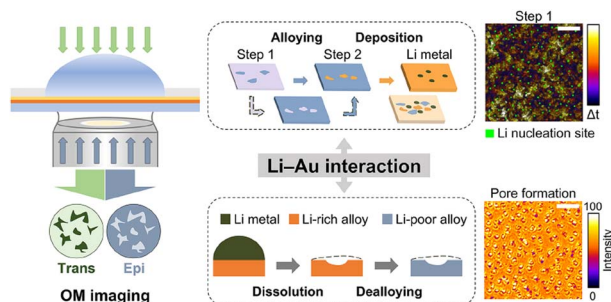 Trans
Epi
OM imaging
Alloying
Deposition
Step 1
Step 2
Li metal
Li–Au interaction
Li metal
Li-rich alloy
Li-poor alloy
Dissolution
Dealloying
Step 1
Δt
Li nucleation site
Pore formation
100
Intensity
0